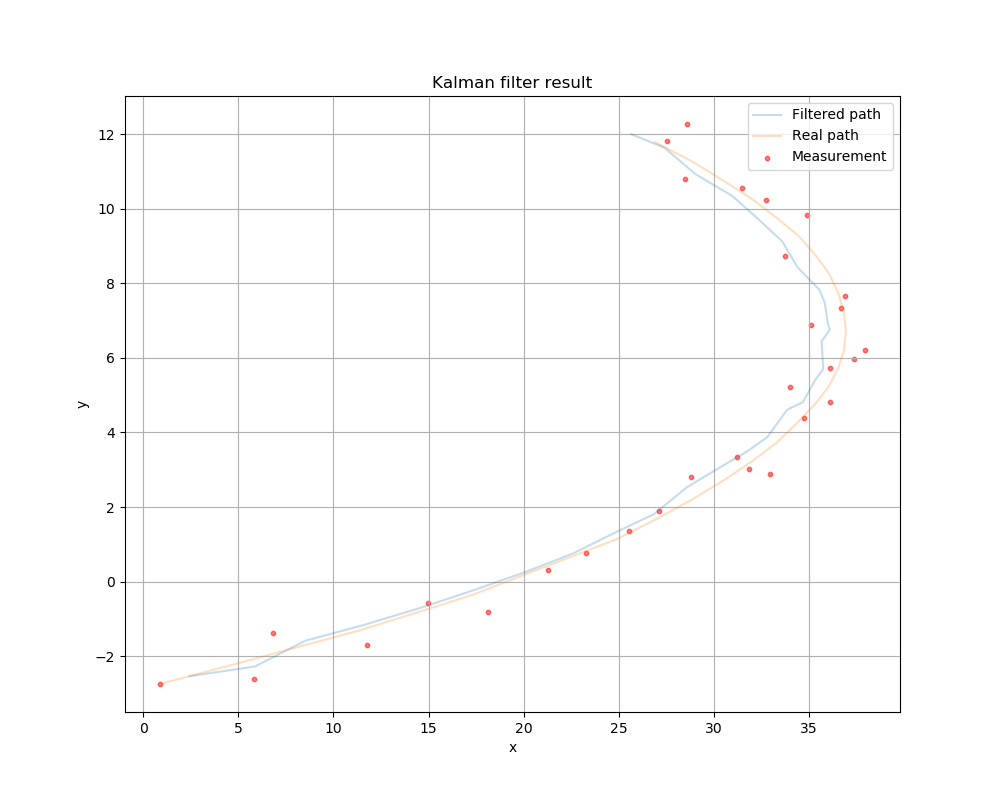 Kalman filter result
Filtered path
Real path
Measurement
12
10
8
6
4
2
0
−2
y
0 5 10 15 20 25 30 35
x